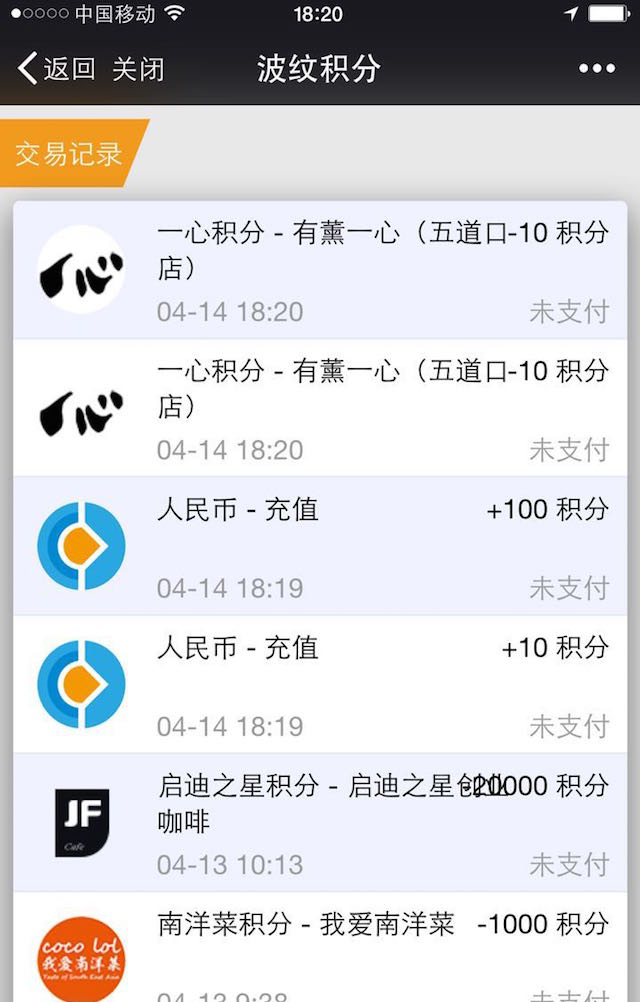 中国移动 18:20
返回 关闭 波纹积分
交易记录
一心积分 - 有薰一心（五道口 -10 积分
店）
04-14 18:20 未支付
一心积分 - 有薰一心（五道口 -10 积分
店）
04-14 18:20 未支付
人民币 - 充值 +100 积分
04-14 18:19 未支付
人民币 - 充值 +10 积分
04-14 18:19 未支付
JF
Cafe
启迪之星积分 - 启迪之星创业 -20000 积分
咖啡
04-13 10:13 未支付
coco lol
我爱南洋菜
Taste of South East Asia
南洋菜积分 - 我爱南洋菜 -1000 积分
04-13 9:38 未支付